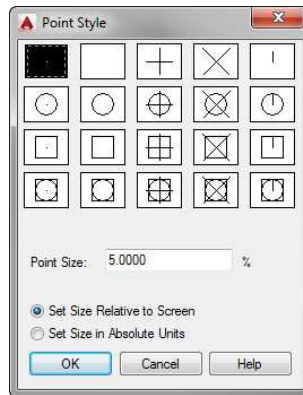 Point Style
Point Size: 5.0000 %
Set Size Relative to Screen
Set Size in Absolute Units
OK Cancel Help